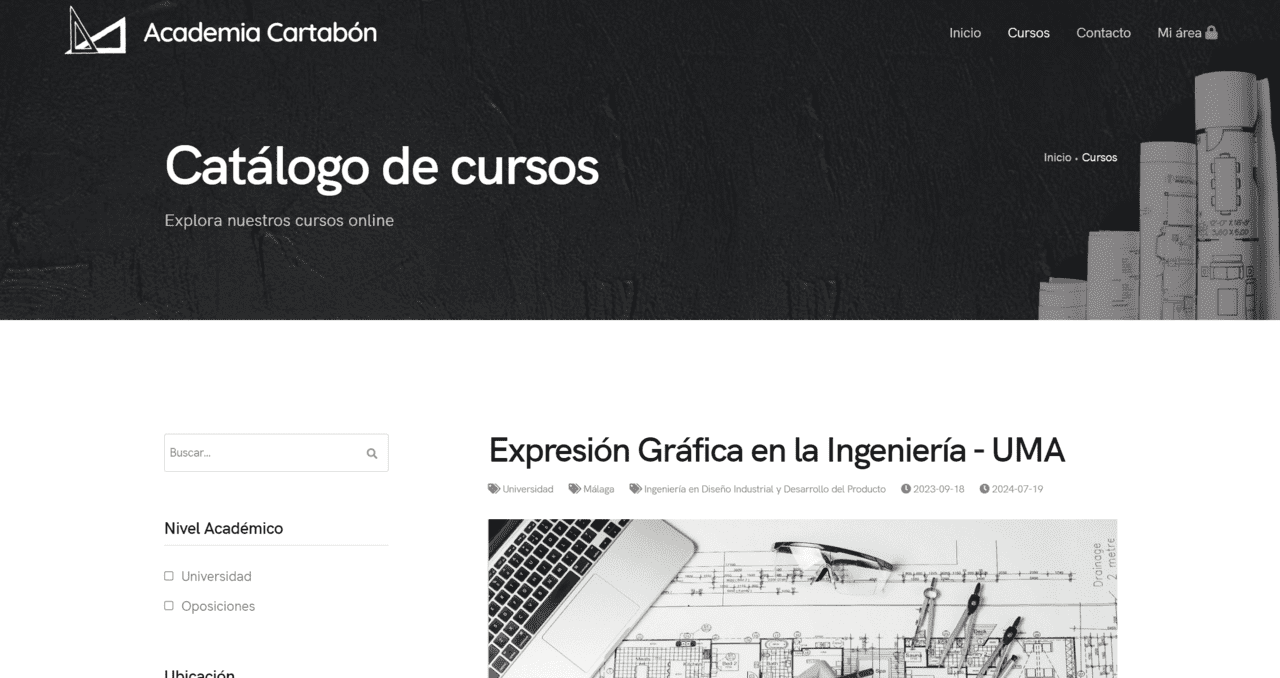 Academia Cartabón
Inicio
Cursos
Contacto
Mi área
Catálogo de cursos
Explora nuestros cursos online
Inicio • Cursos
Buscar...
Nivel Académico
Universidad
Oposiciones
Ubicación
Expresión Gráfica en la Ingeniería - UMA
Universidad Málaga Ingeniería en Diseño Industrial y Desarrollo del Producto 2023-09-18 2024-07-19
Drainage
2 metre